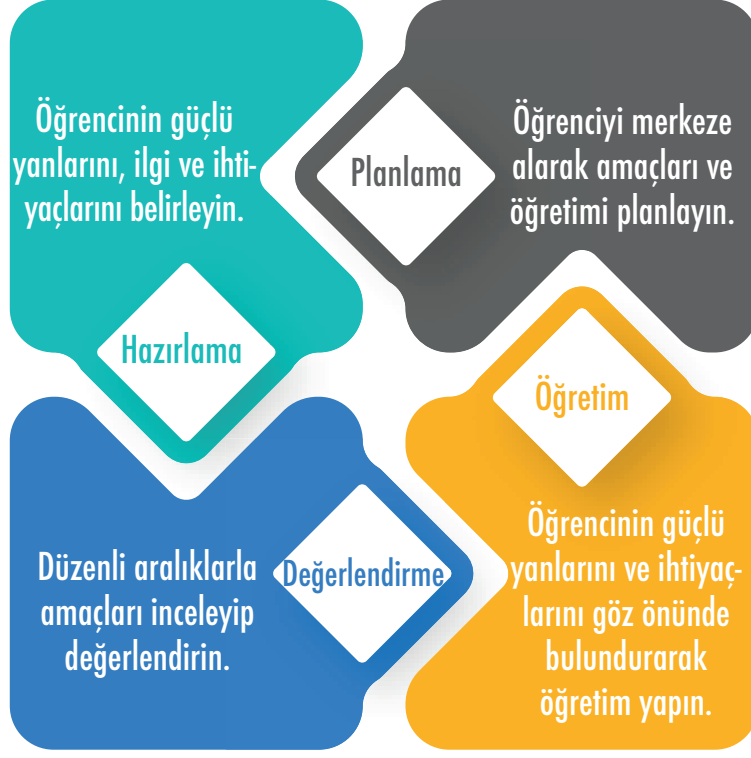 Öğrencinin güçlü
yanlarını, ilgi ve ihti-
yaçlarını belirleyin.
Hazırlama
Planlama
Öğrenciyi merkeze
alarak amaçları ve
öğretimi planlayın.
Öğretim
Öğrencinin güçlü
yanlarını ve ihtiyaç-
larını göz önünde
bulundurarak
öğretim yapın.
Değerlendirme
Düzenli aralıklarla
amaçları inceleyip
değerlendirin.